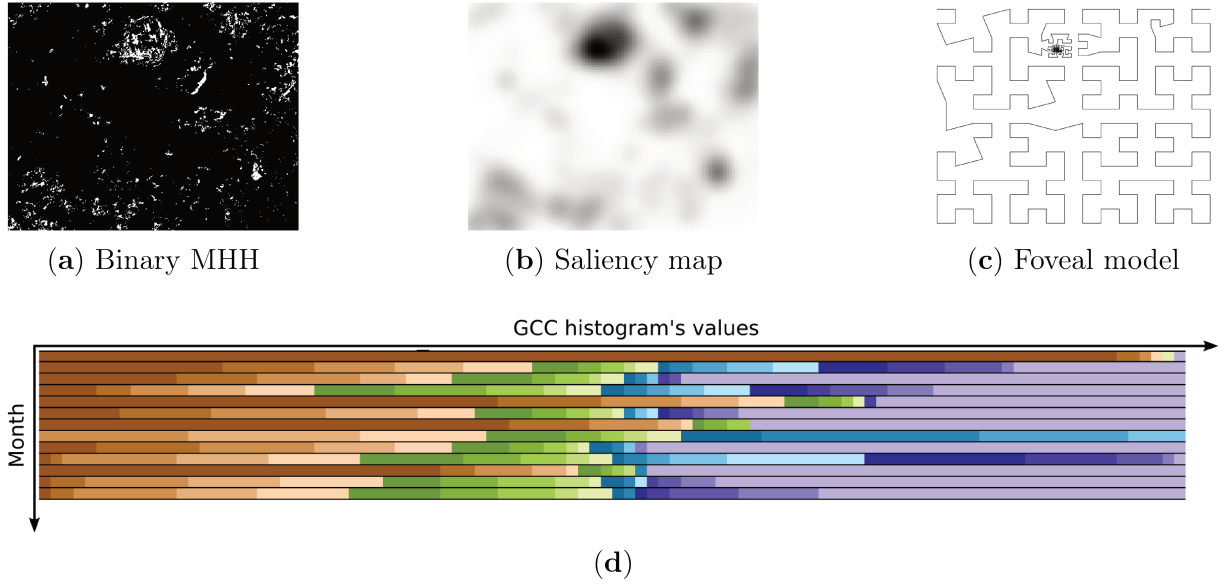 (a) Binary MHH
(b) Saliency map
(c) Foveal model
GCC histogram's values
Month
(d)